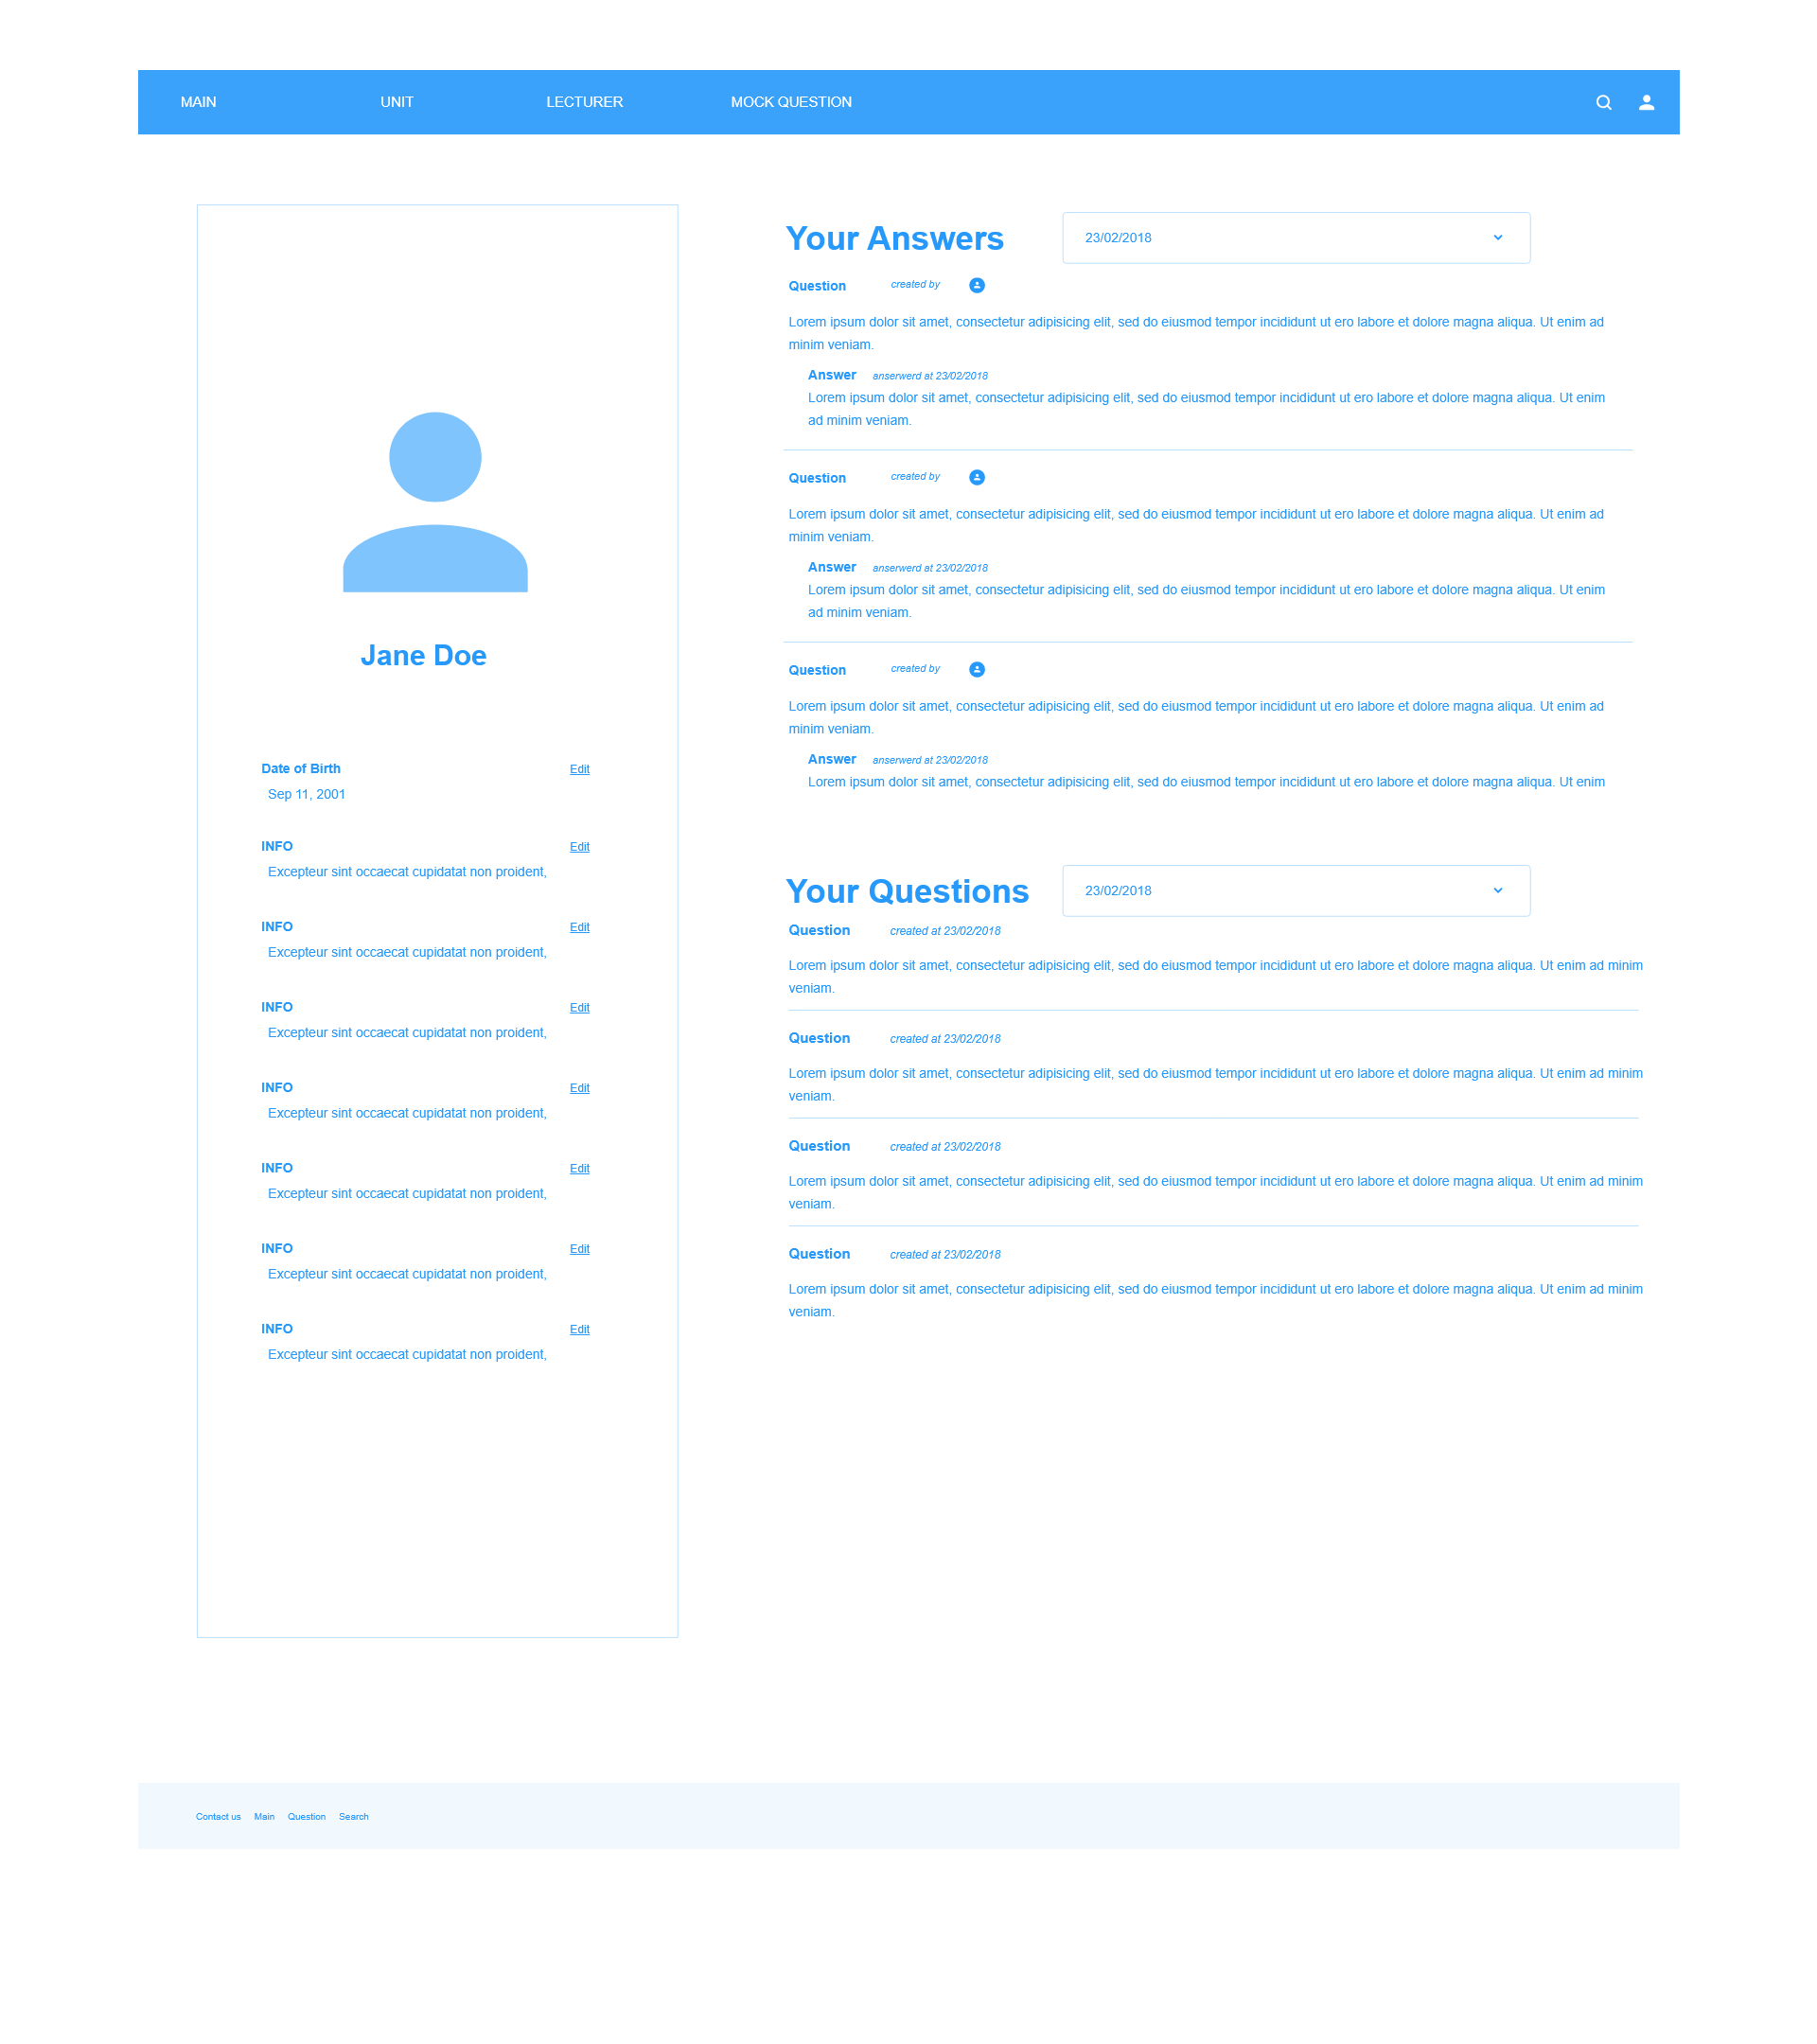 MAIN UNIT LECTURER MOCK QUESTION
Jane Doe
Date of Birth Edit
Sep 11, 2001
INFO Edit
Excepteur sint occaecat cupidatat non proident,
INFO Edit
Excepteur sint occaecat cupidatat non proident,
INFO Edit
Excepteur sint occaecat cupidatat non proident,
INFO Edit
Excepteur sint occaecat cupidatat non proident,
INFO Edit
Excepteur sint occaecat cupidatat non proident,
INFO Edit
Excepteur sint occaecat cupidatat non proident,
INFO Edit
Excepteur sint occaecat cupidatat non proident,
Your Answers 23/02/2018
Question created by
Lorem ipsum dolor sit amet, consectetur adipisicing elit, sed do eiusmod tempor incididunt ut ero labore et dolore magna aliqua. Ut enim ad
minim veniam.
Answer anserwerd at 23/02/2018
Lorem ipsum dolor sit amet, consectetur adipisicing elit, sed do eiusmod tempor incididunt ut ero labore et dolore magna aliqua. Ut enim
ad minim veniam.
Question created by
Lorem ipsum dolor sit amet, consectetur adipisicing elit, sed do eiusmod tempor incididunt ut ero labore et dolore magna aliqua. Ut enim ad
minim veniam.
Answer anserwerd at 23/02/2018
Lorem ipsum dolor sit amet, consectetur adipisicing elit, sed do eiusmod tempor incididunt ut ero labore et dolore magna aliqua. Ut enim
ad minim veniam.
Question created by
Lorem ipsum dolor sit amet, consectetur adipisicing elit, sed do eiusmod tempor incididunt ut ero labore et dolore magna aliqua. Ut enim ad
minim veniam.
Answer anserwerd at 23/02/2018
Lorem ipsum dolor sit amet, consectetur adipisicing elit, sed do eiusmod tempor incididunt ut ero labore et dolore magna aliqua. Ut enim
Your Questions 23/02/2018
Question created at 23/02/2018
Lorem ipsum dolor sit amet, consectetur adipisicing elit, sed do eiusmod tempor incididunt ut ero labore et dolore magna aliqua. Ut enim ad minim
veniam.
Question created at 23/02/2018
Lorem ipsum dolor sit amet, consectetur adipisicing elit, sed do eiusmod tempor incididunt ut ero labore et dolore magna aliqua. Ut enim ad minim
veniam.
Question created at 23/02/2018
Lorem ipsum dolor sit amet, consectetur adipisicing elit, sed do eiusmod tempor incididunt ut ero labore et dolore magna aliqua. Ut enim ad minim
veniam.
Question created at 23/02/2018
Lorem ipsum dolor sit amet, consectetur adipisicing elit, sed do eiusmod tempor incididunt ut ero labore et dolore magna aliqua. Ut enim ad minim
veniam.
Contact us Main Question Search